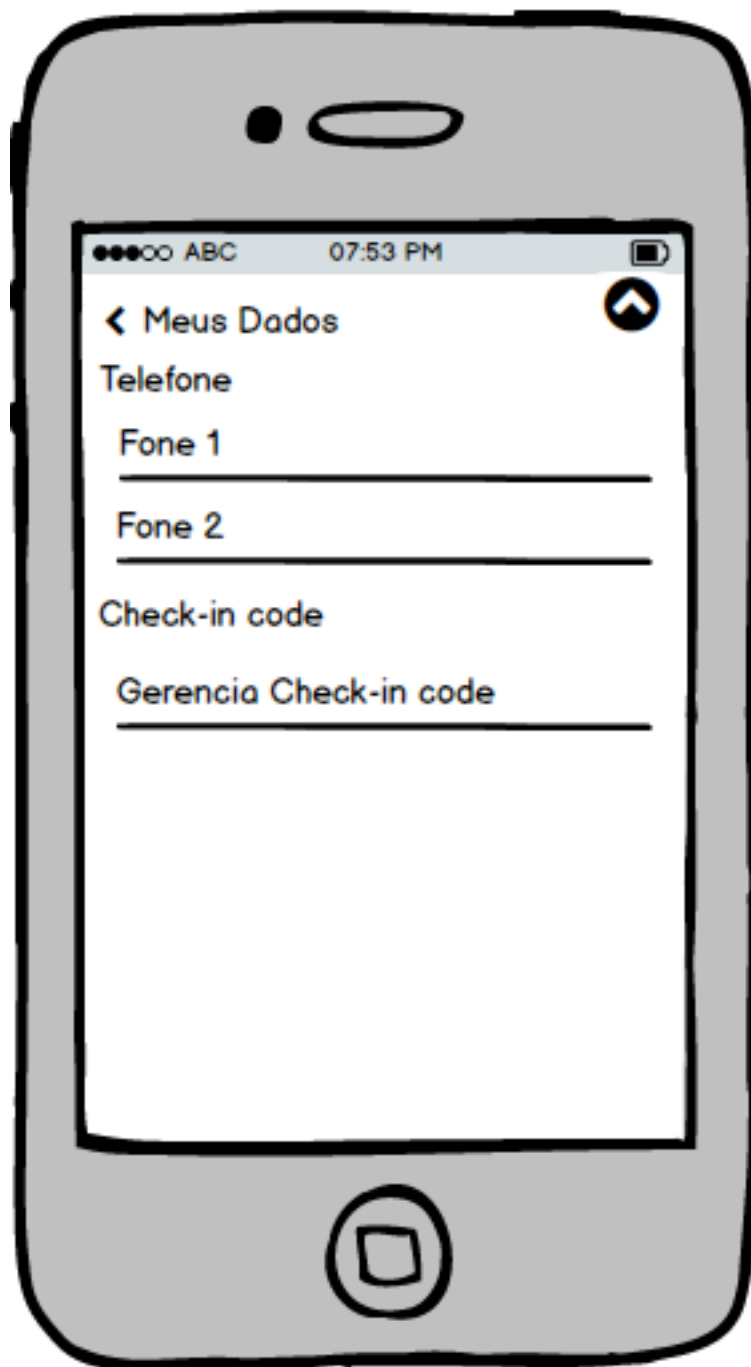 ABC 07:53 PM
Meus Dados
Telefone
Fone 1
Fone 2
Check-in code
Gerencia Check-in code